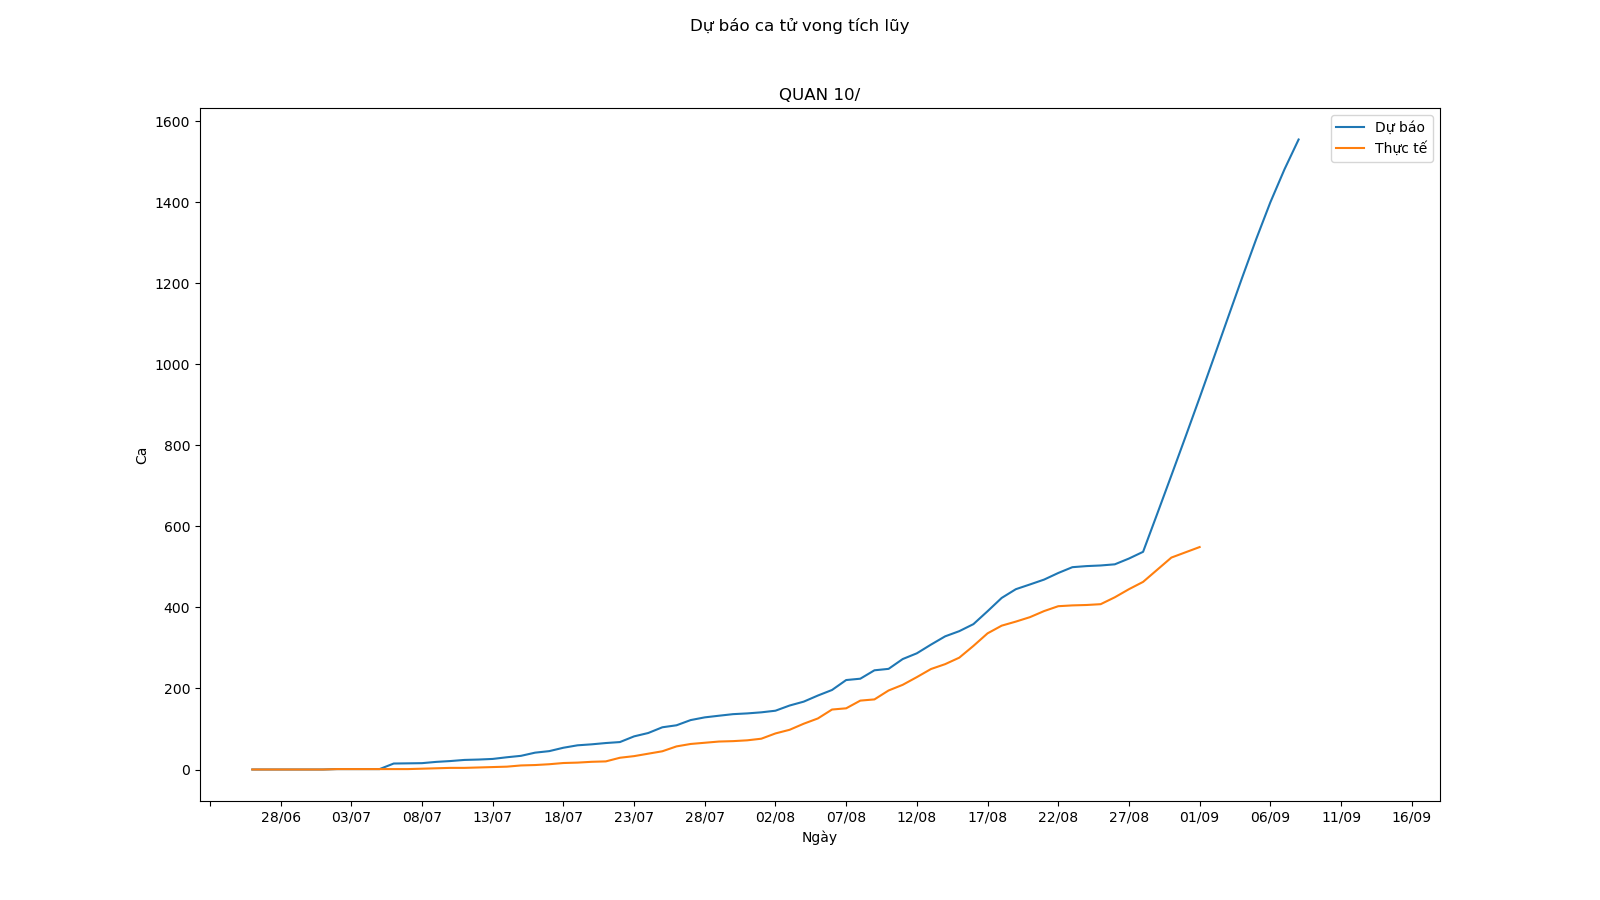 Dự báo ca tử vong tích lũy
QUAN 10/
1600
1400
1200
1000
800
600
400
200
0
Ca
Dự báo
Thực tế
28/06 03/07 08/07 13/07 18/07 23/07 28/07 02/08 07/08 12/08 17/08 22/08 27/08 01/09 06/09 11/09 16/09
Ngày